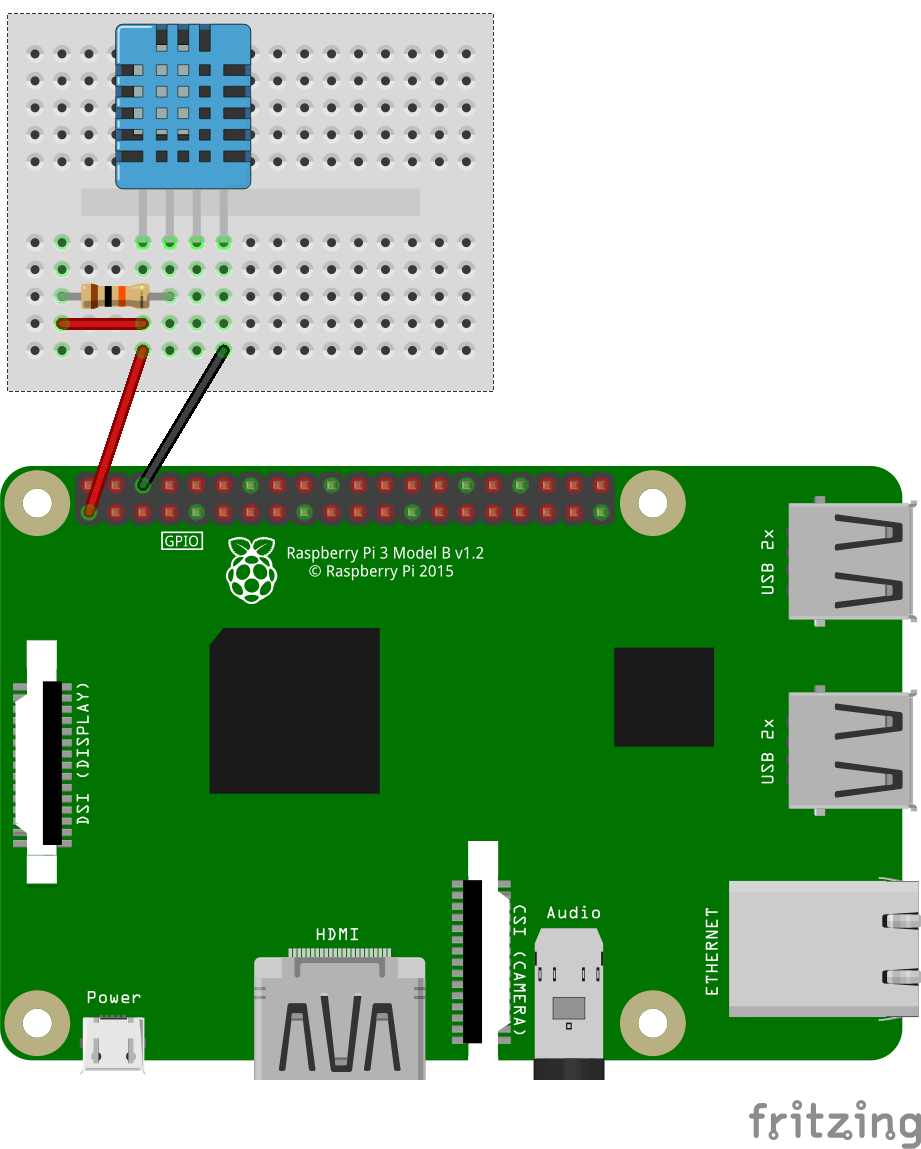 GPIO
Raspberry Pi 3 Model B v1.2
© Raspberry Pi 2015
USB 2x
DSI (DISPLAY)
USB 2x
HDMI
CSI (CAMERA)
Audio
ETHERNET
Power
fritzing